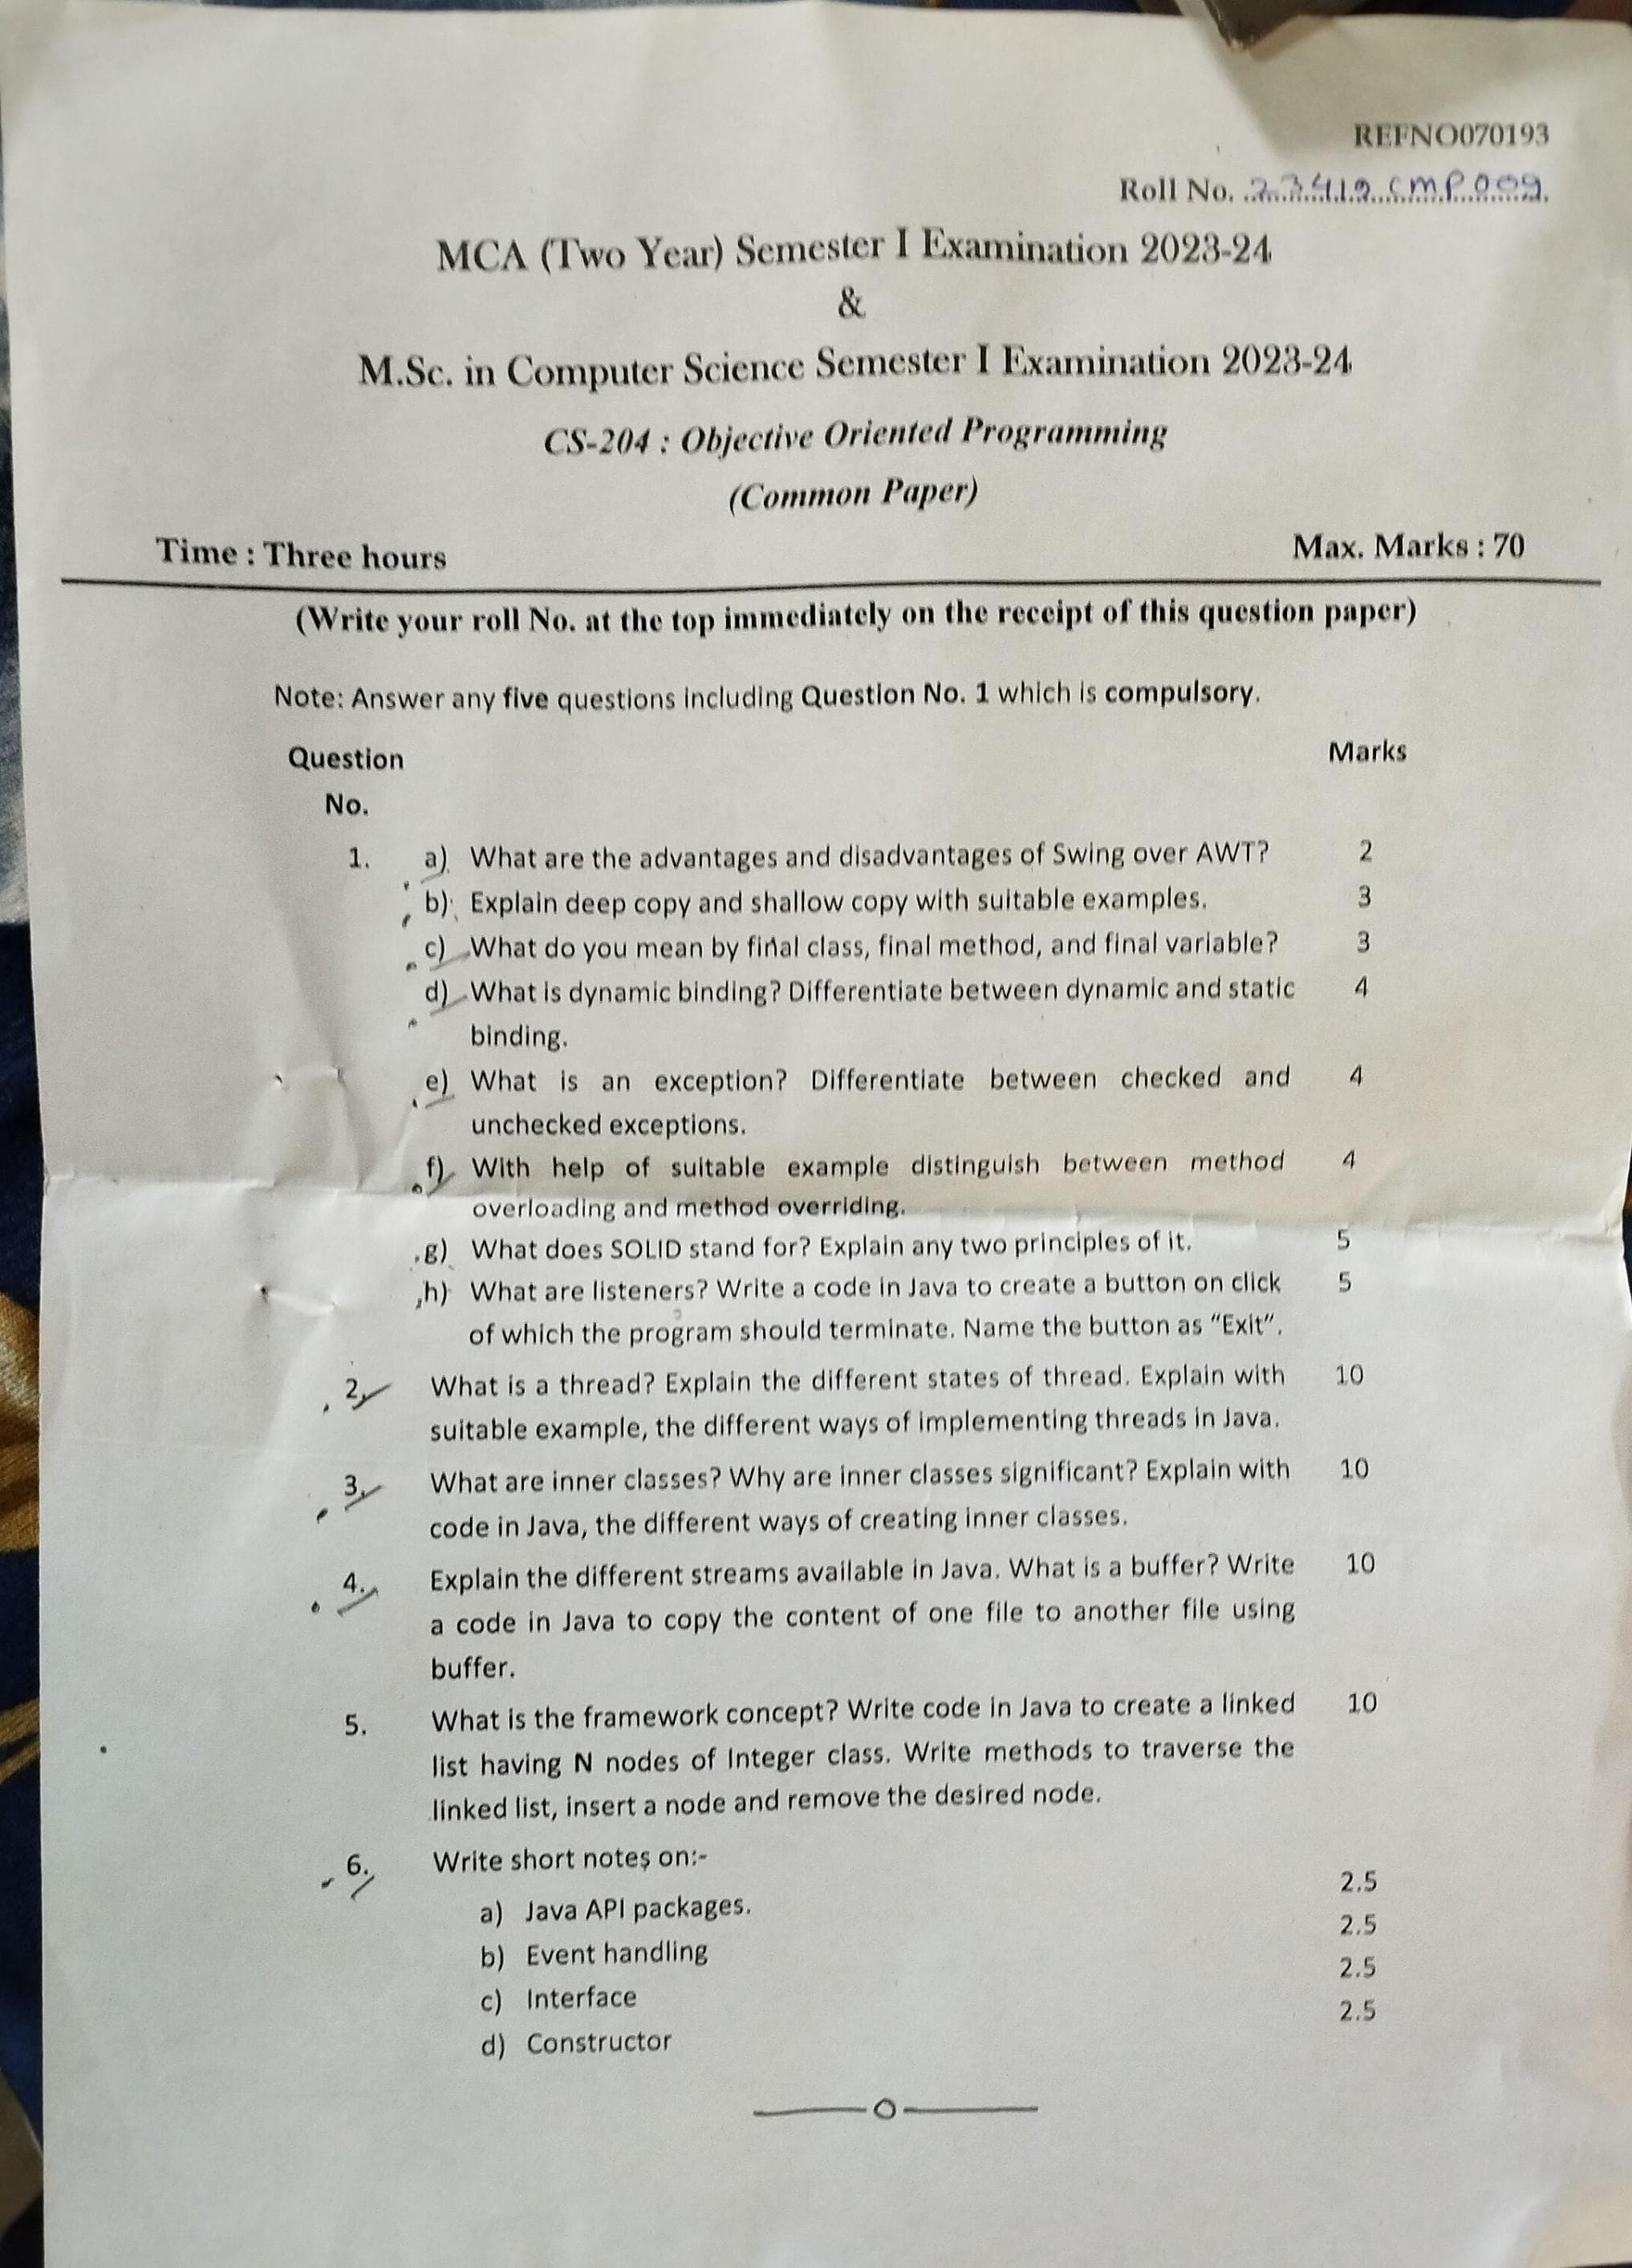 REFNO070193
Roll No. 23419CMP009
MCA (Two Year) Semester I Examination 2023-24
&
M.Sc. in Computer Science Semester I Examination 2023-24
CS-204 : Objective Oriented Programming
(Common Paper)
Time : Three hours Max. Marks : 70
(Write your roll No. at the top immediately on the receipt of this question paper)
Note: Answer any five questions including Question No. 1 which is compulsory.
Question Marks
No.
1. a) What are the advantages and disadvantages of Swing over AWT? 2
b) Explain deep copy and shallow copy with suitable examples. 3
c) What do you mean by final class, final method, and final variable? 3
d) What is dynamic binding? Differentiate between dynamic and static 4
binding.
e) What is an exception? Differentiate between checked and 4
unchecked exceptions.
f) With help of suitable example distinguish between method 4
overloading and method overriding.
g) What does SOLID stand for? Explain any two principles of it. 5
h) What are listeners? Write a code in Java to create a button on click 5
of which the program should terminate. Name the button as “Exit”.
2. What is a thread? Explain the different states of thread. Explain with 10
suitable example, the different ways of implementing threads in Java.
3. What are inner classes? Why are inner classes significant? Explain with 10
code in Java, the different ways of creating inner classes.
4. Explain the different streams available in Java. What is a buffer? Write 10
a code in Java to copy the content of one file to another file using
buffer.
5. What is the framework concept? Write code in Java to create a linked 10
list having N nodes of Integer class. Write methods to traverse the
linked list, insert a node and remove the desired node.
6. Write short notes on:-
a) Java API packages. 2.5
b) Event handling 2.5
c) Interface 2.5
d) Constructor 2.5